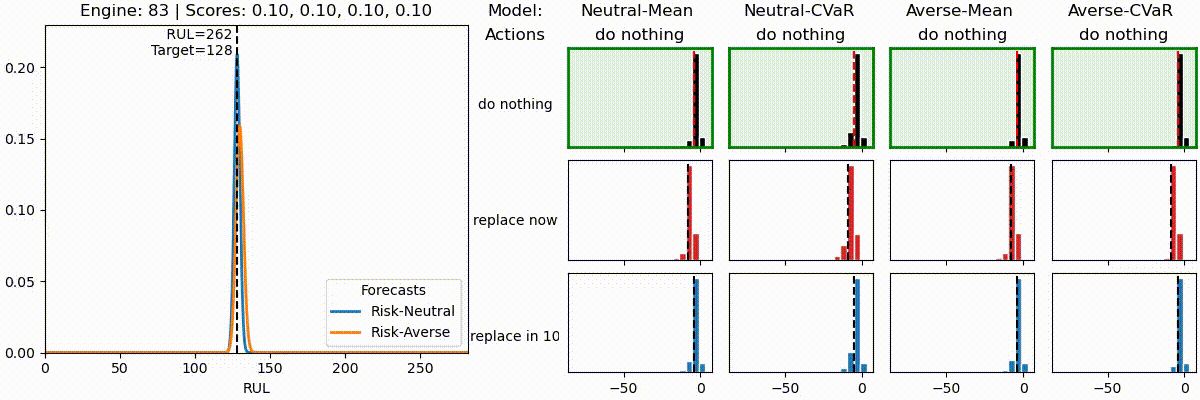 Engine: 83 | Scores: 0.10, 0.10, 0.10, 0.10
RUL=262
Target=128
0.20
0.15
0.10
0.05
0.00
0
50
100
150
200
250
RUL
Forecasts
Risk-Neutral
Risk-Averse
Model:
Neutral-Mean
Neutral-CVaR
Averse-Mean
Averse-CVaR
Actions
do nothing
do nothing
do nothing
do nothing
do nothing
replace now
replace in 10
−50
0
−50
0
−50
0
−50
0